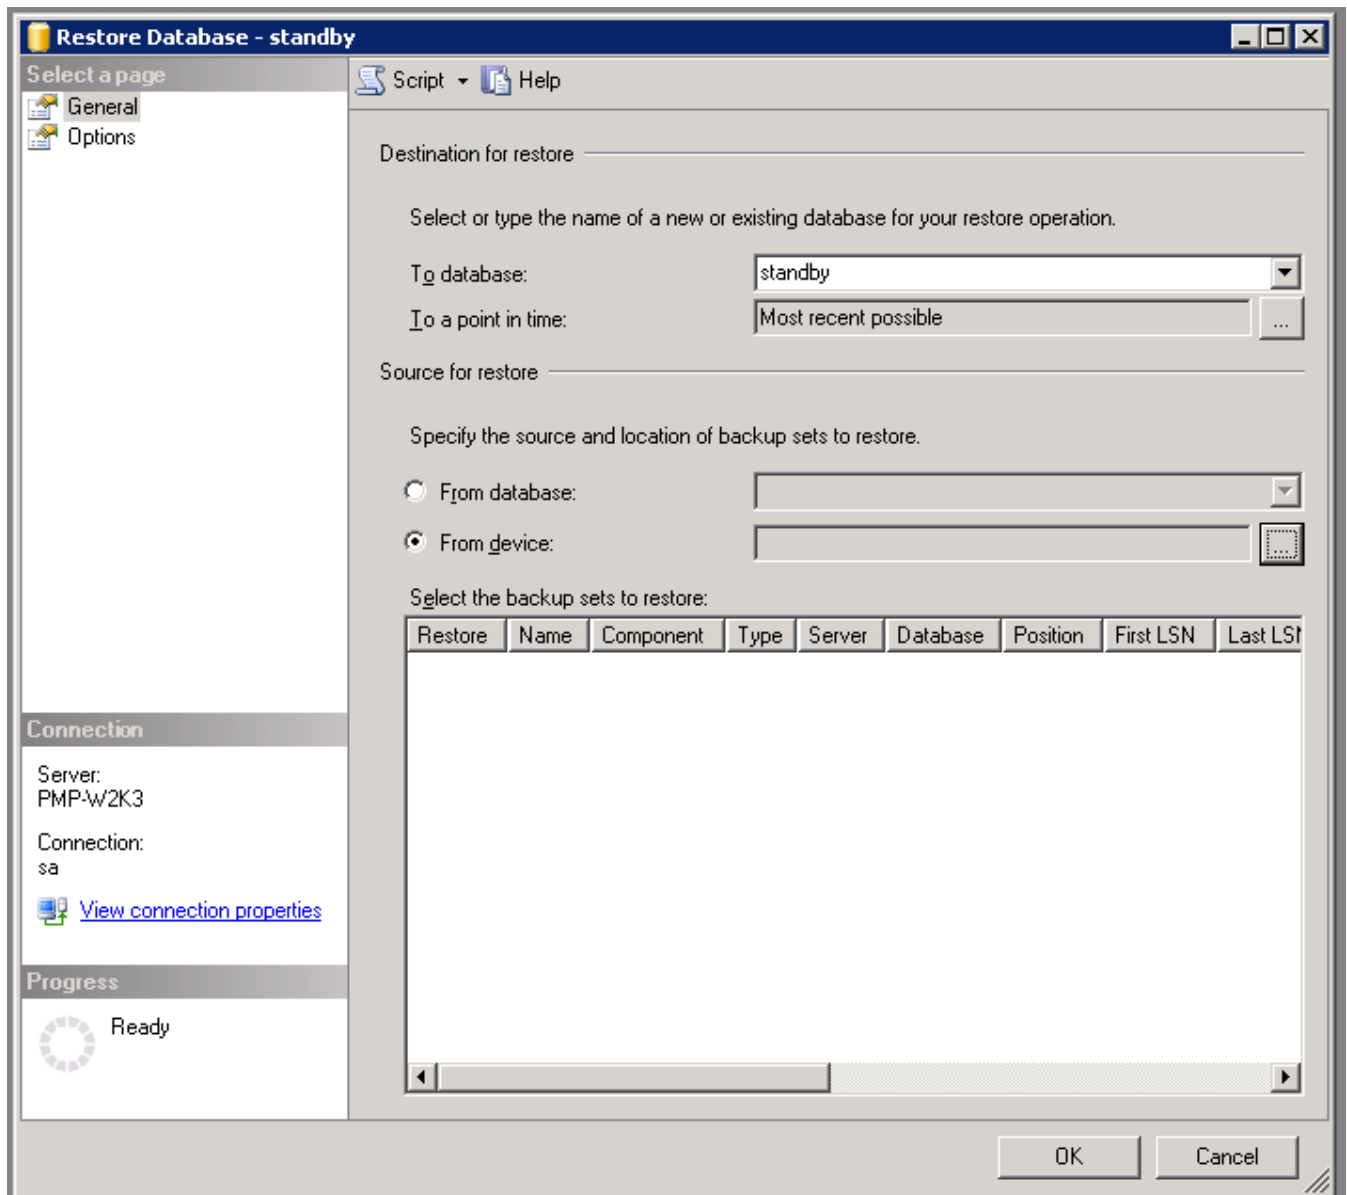 Restore Database - standby
Select a page
General
Options
Script
Help
Destination for restore
Select or type the name of a new or existing database for your restore operation.
To database:
standby
To a point in time:
Most recent possible
...
Source for restore
Specify the source and location of backup sets to restore.
From database:
From device:
...
Select the backup sets to restore:
Restore Name Component Type Server Database Position First LSN Last LSN
Connection
Server:
PMP-W2K3
Connection:
sa
View connection properties
Progress
Ready
OK
Cancel